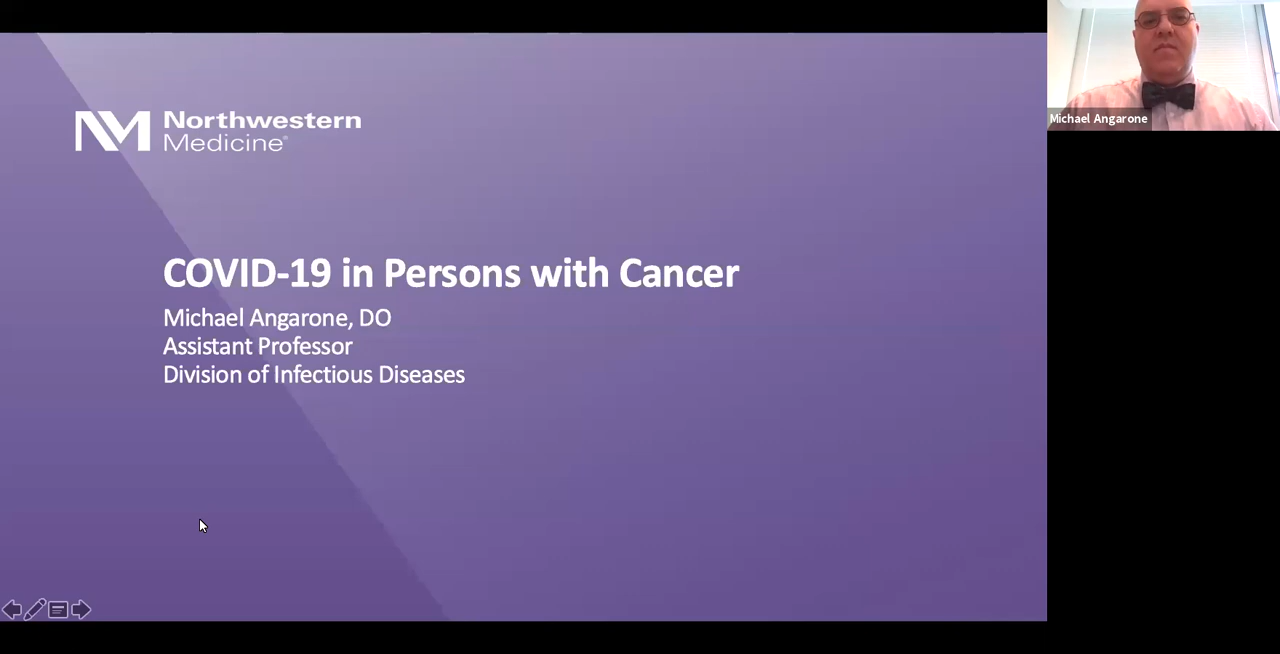 Northwestern
Medicine®
COVID-19 in Persons with Cancer
Michael Angarone, DO
Assistant Professor
Division of Infectious Diseases
Michael Angarone